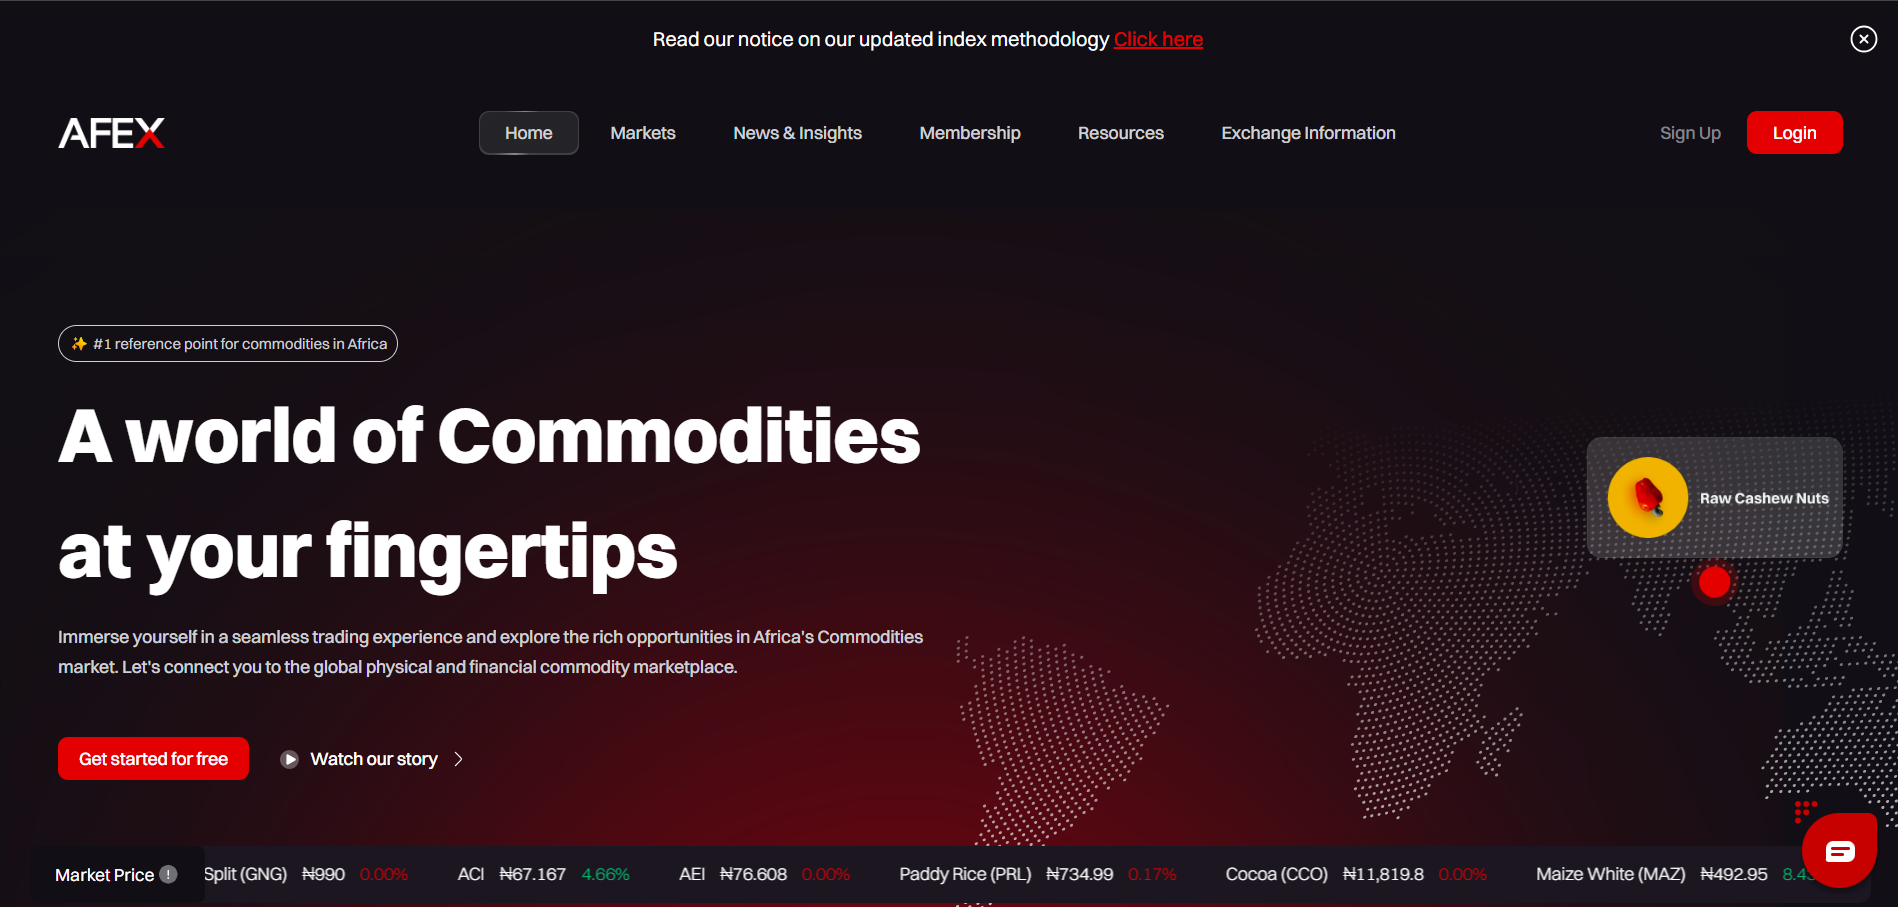 Read our notice on our updated index methodology Click here
AFEX
Home
Markets
News & Insights
Membership
Resources
Exchange Information
Sign Up
Login
✨ #1 reference point for commodities in Africa
A world of Commodities
at your fingertips
Raw Cashew Nuts
Immerse yourself in a seamless trading experience and explore the rich opportunities in Africa's Commodities
market. Let's connect you to the global physical and financial commodity marketplace.
Get started for free
Watch our story
Market Price
Split (GNG) ₦990 0.00% ACI ₦67.167 4.66% AEI ₦76.608 0.00% Paddy Rice (PRL) ₦734.99 0.17% Cocoa (CCO) ₦11,819.8 0.00% Maize White (MAZ) ₦492.95